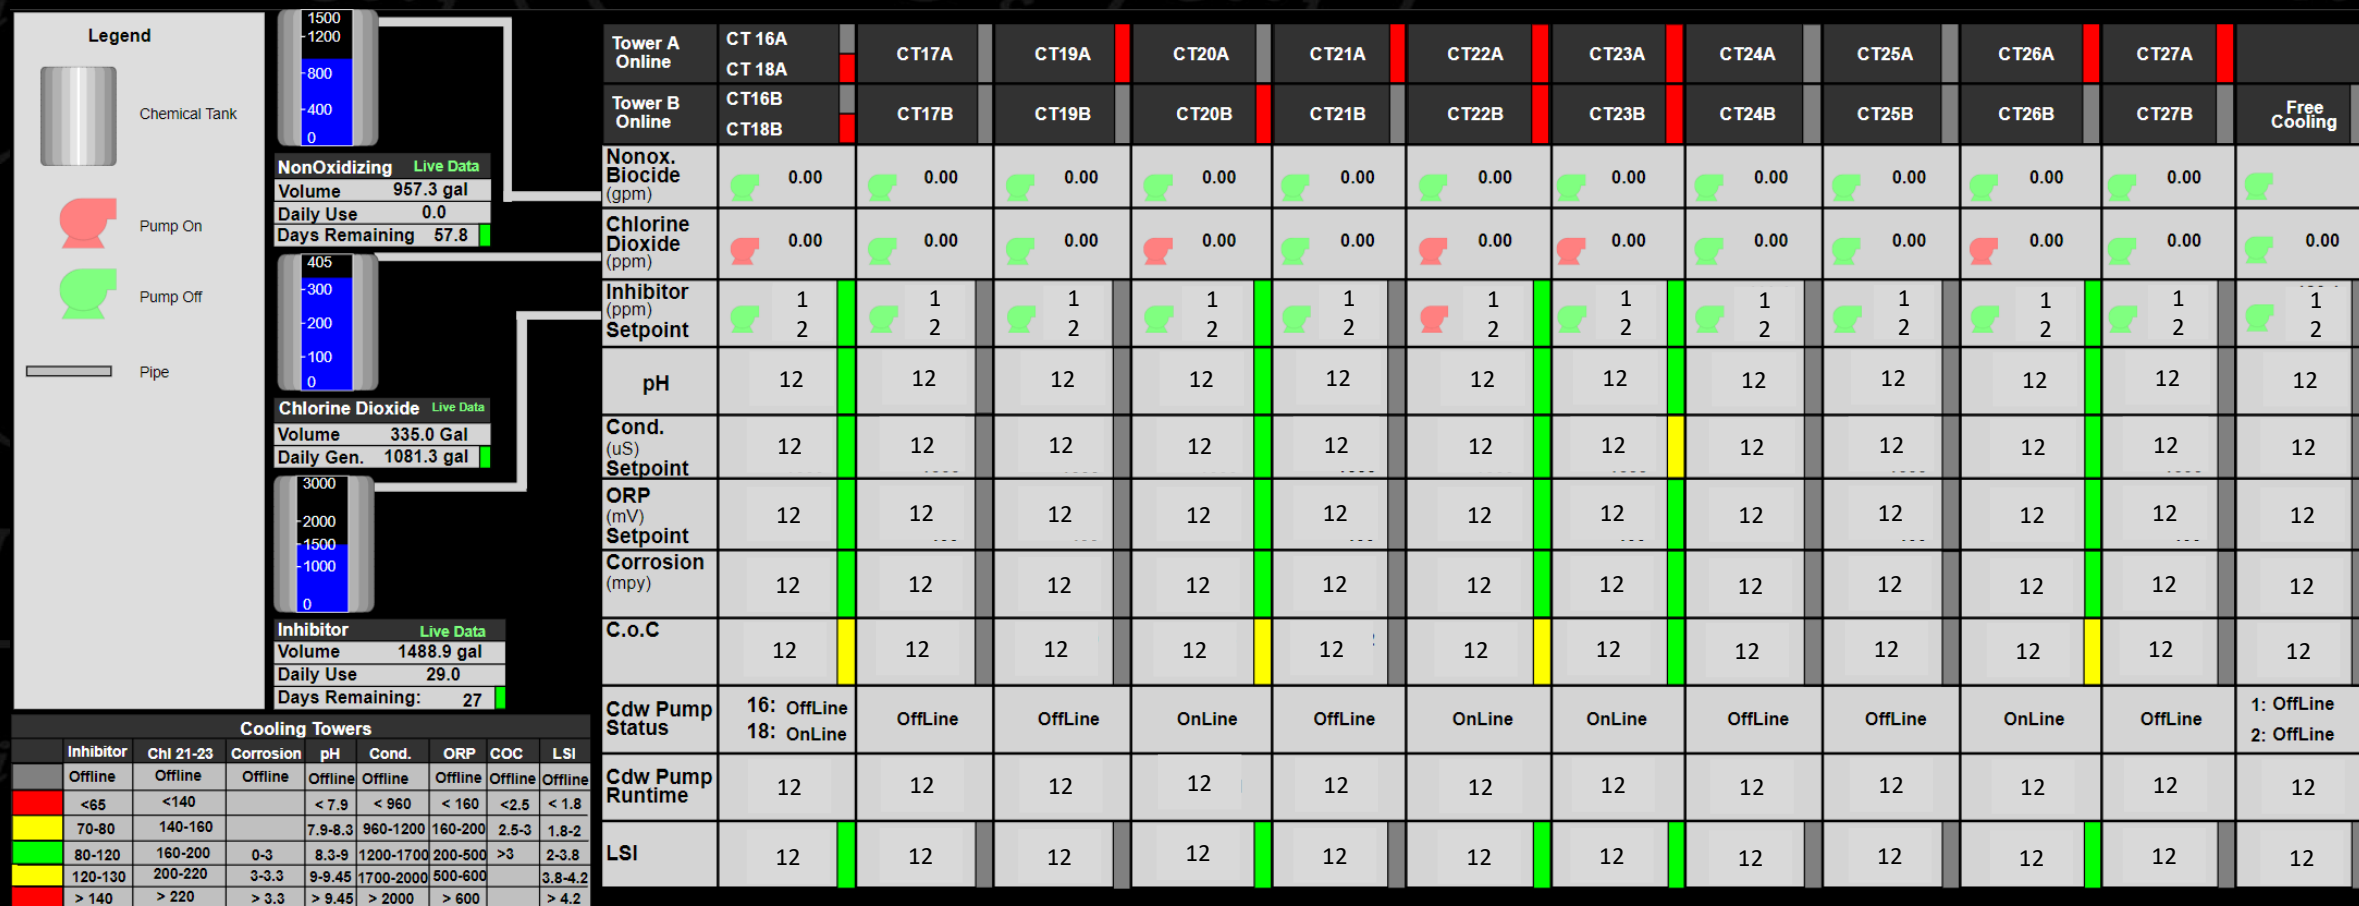 Legend
Chemical Tank
Pump On
Pump Off
Pipe
1500
1200
800
400
0
NonOxidizing Live Data
Volume 957.3 gal
Daily Use 0.0
Days Remaining 57.8
405
300
200
100
0
Chlorine Dioxide Live Data
Volume 335.0 Gal
Daily Gen. 1081.3 gal
3000
2000
1500
1000
0
Inhibitor Live Data
Volume 1488.9 gal
Daily Use 29.0
Days Remaining: 27
Cooling Towers
Inhibitor Chl 21-23 Corrosion pH Cond. ORP COC LSI
Offline Offline Offline Offline Offline Offline Offline Offline
<65 <140 < 7.9 < 960 < 160 <2.5 < 1.8
70-80 140-160 7.9-8.3 960-1200 160-200 2.5-3 1.8-2
80-120 160-200 0-3 8.3-9 1200-1700 200-500 >3 2-3.8
120-130 200-220 3-3.3 9-9.45 1700-2000 500-600 3.8-4.2
> 140 > 220 > 3.3 > 9.45 > 2000 > 600 > 4.2
Tower A Online CT 16A CT 18A CT17A CT19A CT20A CT21A CT22A CT23A CT24A CT25A CT26A CT27A
Tower B Online CT16B CT18B CT17B CT19B CT20B CT21B CT22B CT23B CT24B CT25B CT26B CT27B Free Cooling
Nonox. Biocide (gpm) 0.00 0.00 0.00 0.00 0.00 0.00 0.00 0.00 0.00 0.00 0.00
Chlorine Dioxide (ppm) 0.00 0.00 0.00 0.00 0.00 0.00 0.00 0.00 0.00 0.00 0.00 0.00
Inhibitor (ppm) 1 1 1 1 1 1 1 1 1 1 1 1
Setpoint 2 2 2 2 2 2 2 2 2 2 2 2
pH 12 12 12 12 12 12 12 12 12 12 12 12
Cond. (uS) Setpoint 12 12 12 12 12 12 12 12 12 12 12 12
ORP (mV) Setpoint 12 12 12 12 12 12 12 12 12 12 12 12
Corrosion (mpy) 12 12 12 12 12 12 12 12 12 12 12 12
C.o.C 12 12 12 12 12 12 12 12 12 12 12 12
Cdw Pump Status 16: OffLine 18: OnLine OffLine OffLine OnLine OffLine OnLine OnLine OffLine OffLine OnLine OffLine 1: OffLine 2: OffLine
Cdw Pump Runtime 12 12 12 12 12 12 12 12 12 12 12 12
LSI 12 12 12 12 12 12 12 12 12 12 12 12